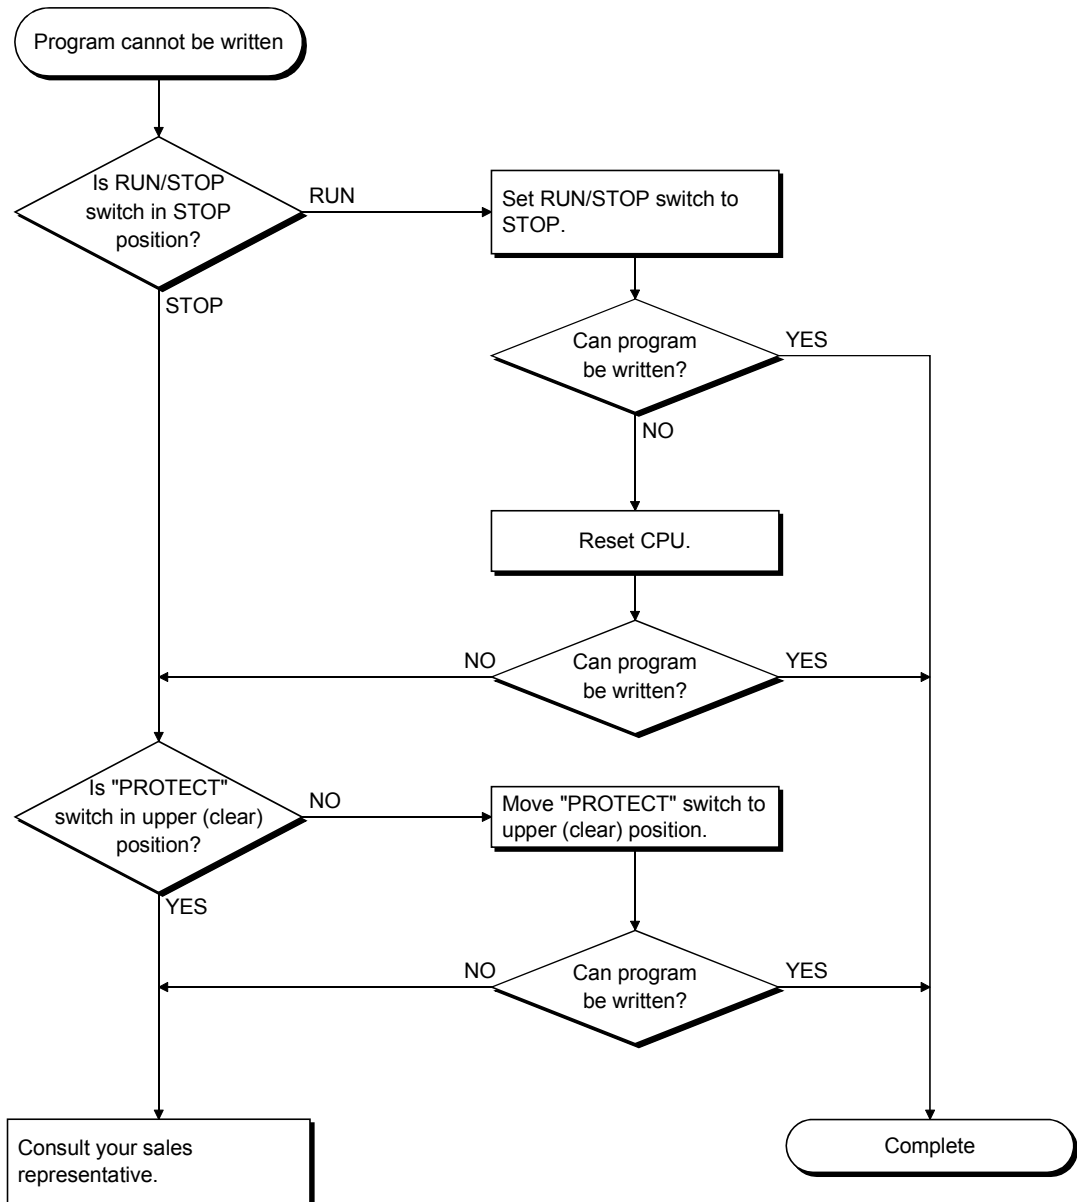 Program cannot be written
Is RUN/STOP
switch in STOP
position?
RUN
Set RUN/STOP switch to
STOP.
STOP
Can program
be written?
YES
NO
Reset CPU.
NO
Can program
be written?
YES
Is "PROTECT"
switch in upper (clear)
position?
NO
Move "PROTECT" switch to
upper (clear) position.
YES
NO
Can program
be written?
YES
Consult your sales
representative.
Complete